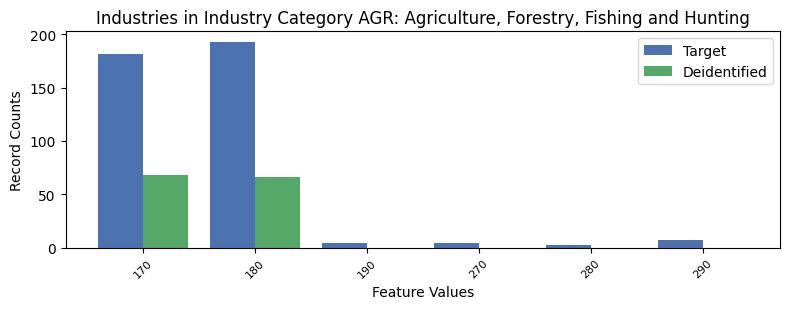 Industries in Industry Category AGR: Agriculture, Forestry, Fishing and Hunting
200
150
100
50
0
Record Counts
Target
Deidentified
170
180
190
270
280
290
Feature Values